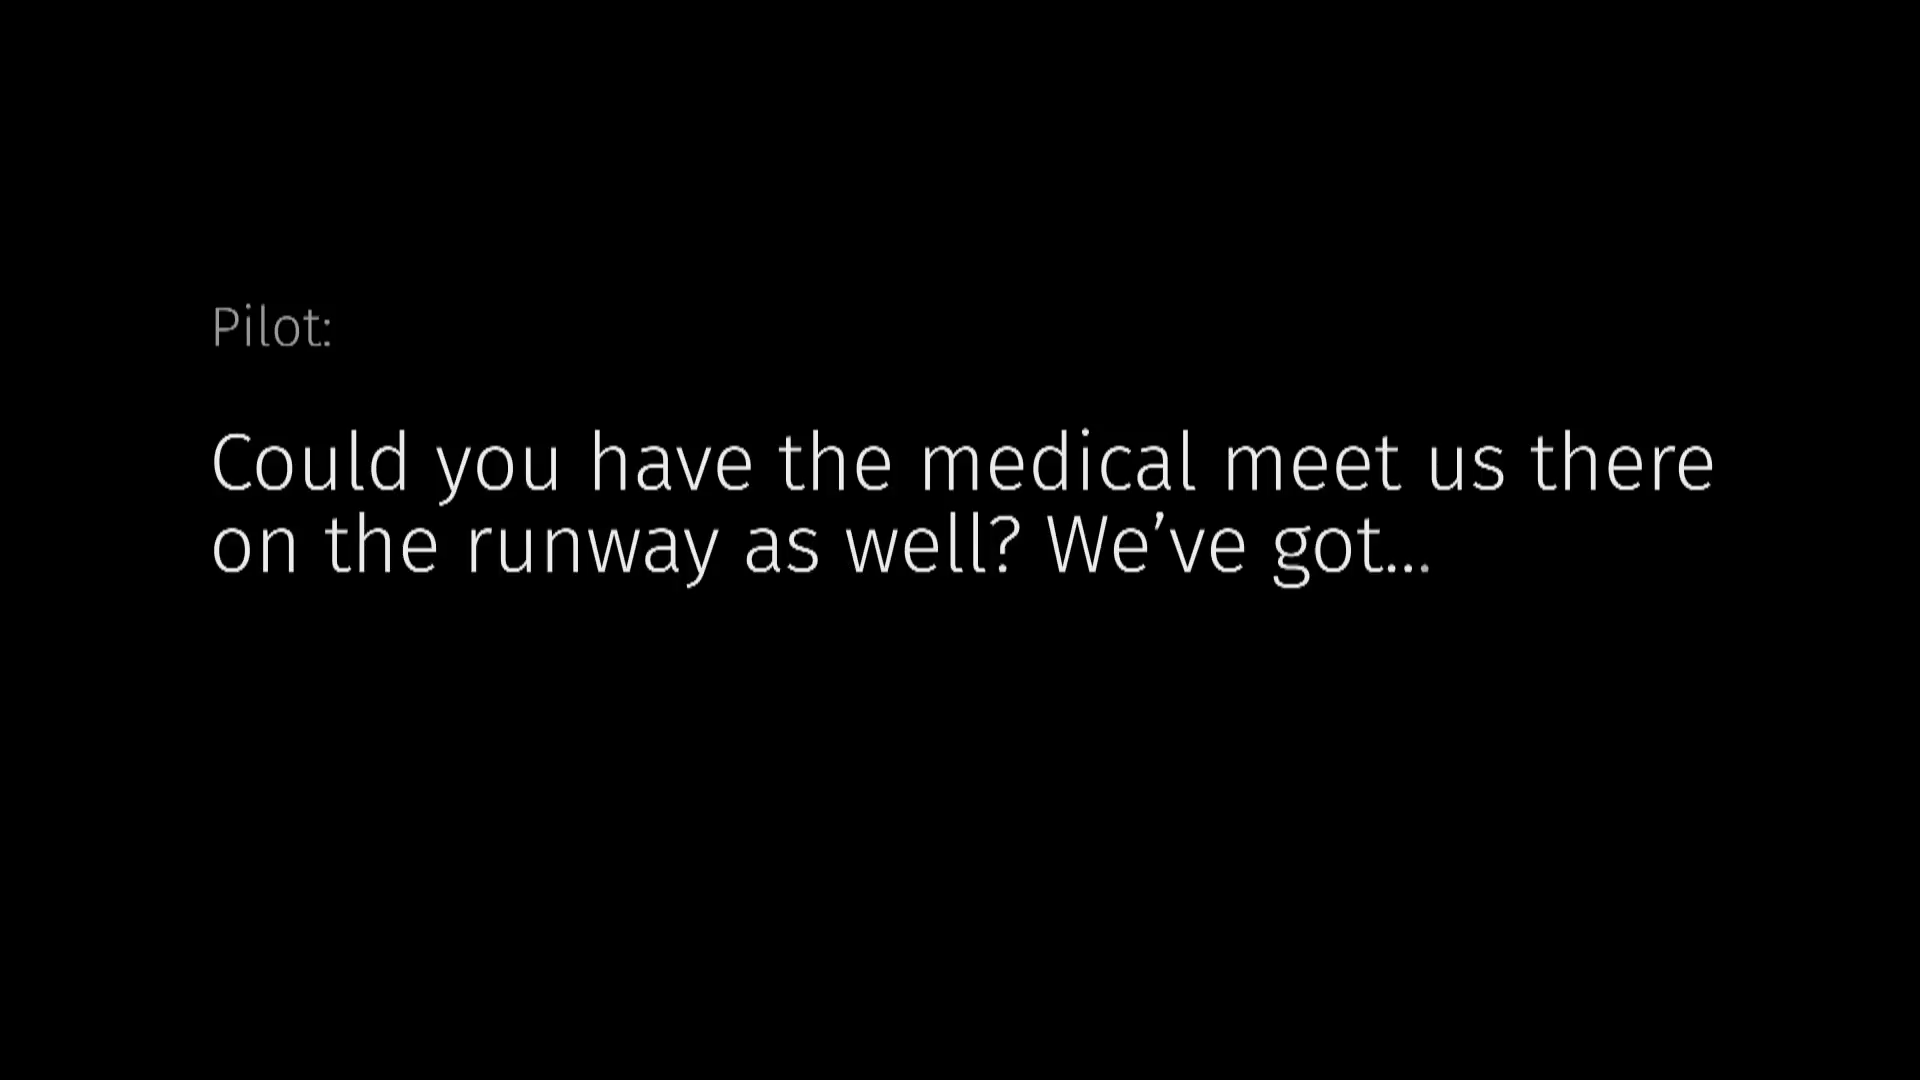 Pilot:
Could you have the medical meet us there
on the runway as well? We’ve got...